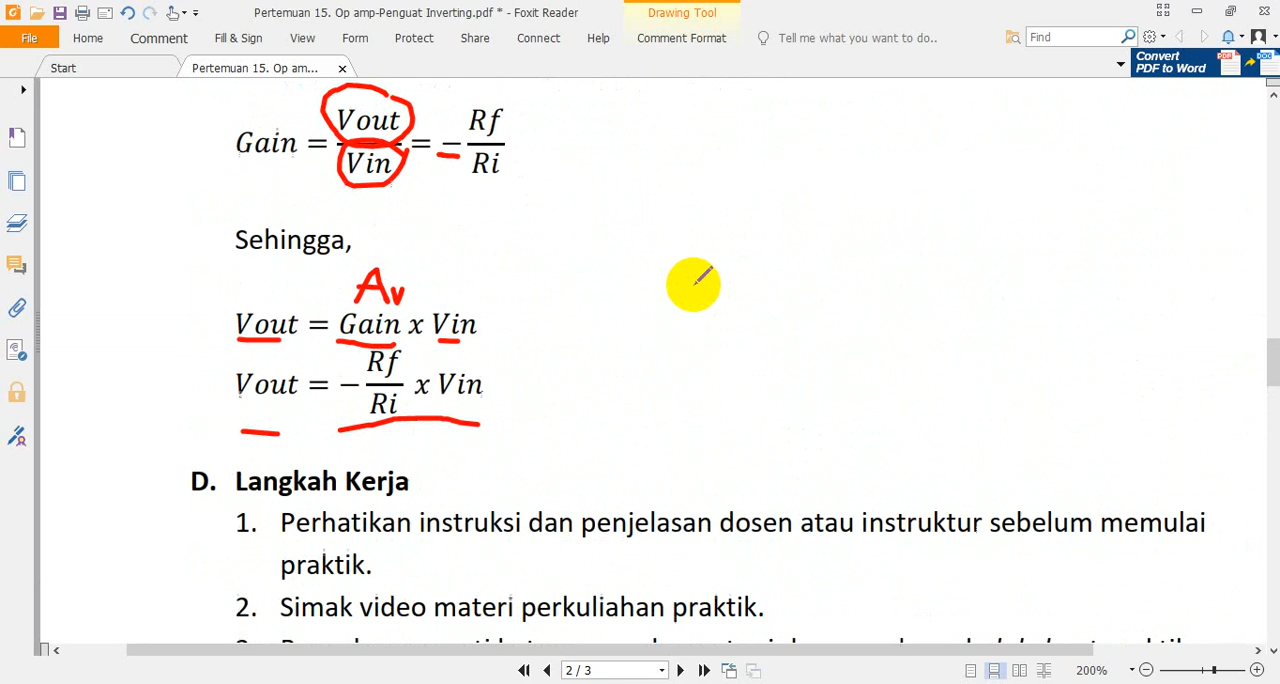 Pertemuan 15. Op amp-Penguat Inverting.pdf * - Foxit Reader
Drawing Tool
File Home Comment Fill & Sign View Form Protect Share Connect Help Comment Format Tell me what you want to do.. Find
Start
Pertemuan 15. Op am...
Convert
PDF to Word
Gain = Vout / Vin = − Rf / Ri
Sehingga,
Av
Vout = Gain x Vin
Vout = − Rf / Ri x Vin
D. Langkah Kerja
1. Perhatikan instruksi dan penjelasan dosen atau instruktur sebelum memulai
praktik.
2. Simak video materi perkuliahan praktik.
2 / 3
200%